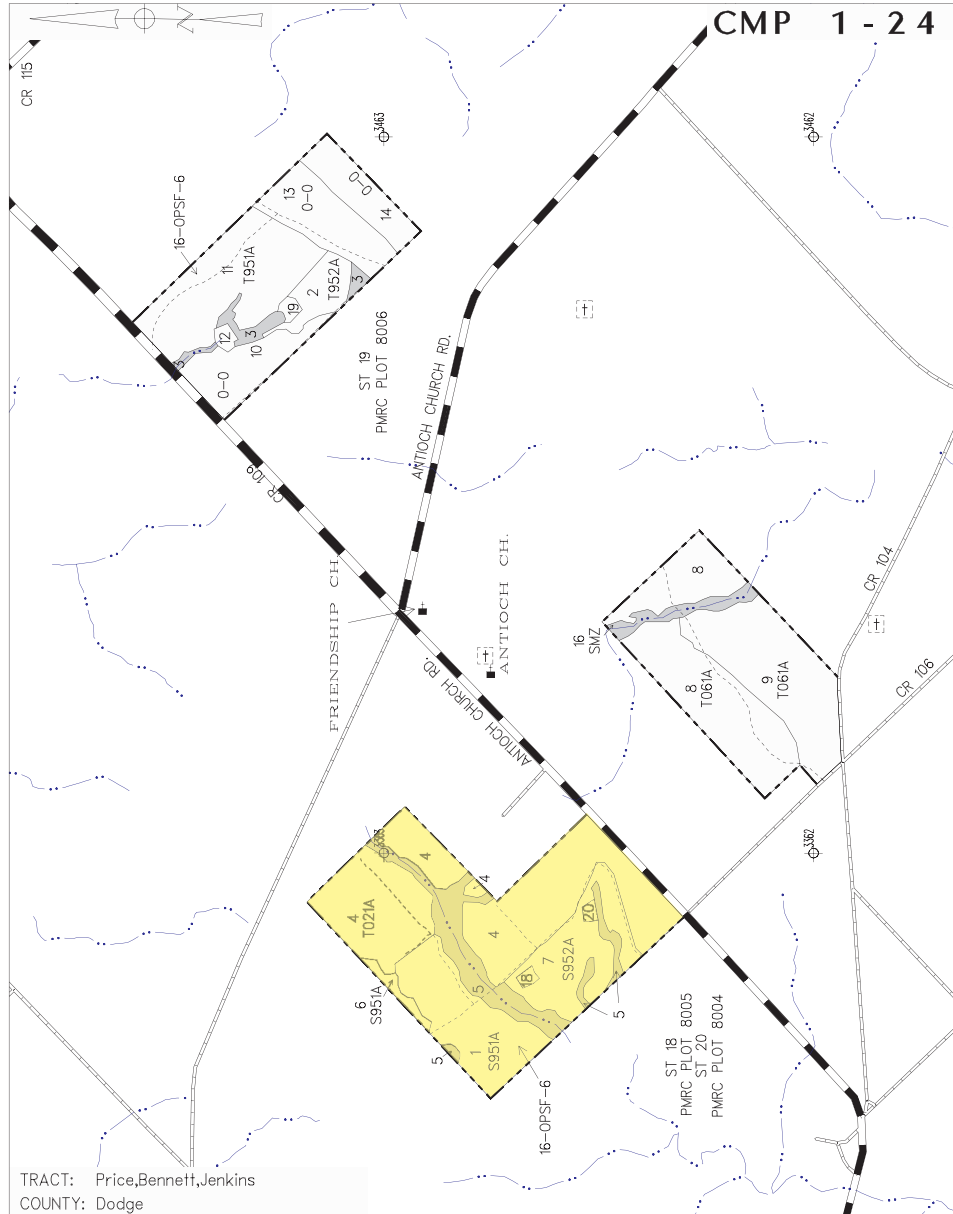 CMP 1-24
N
CR 115
3463
3462
16-OPSF-6
13
0-0
0-0
14
11
T951A
2
T952A
3
19
12
3
10
3
0-0
ST 19
PMRC PLOT 8006
ANTIOCH CHURCH RD.
CR 109
FRIENDSHIP CH.
ANTIOCH CH.
ANTIOCH CHURCH RD.
CR 104
CR 106
16
SMZ
8
8
T061A
9
T061A
3363
3362
4
4
T021A
4
4
20
7
S952A
18
5
6
S951A
5
1
S951A
5
16-OPSF-6
ST 18
PMRC PLOT 8005
ST 20
PMRC PLOT 8004
TRACT: Price,Bennett,Jenkins
COUNTY: Dodge